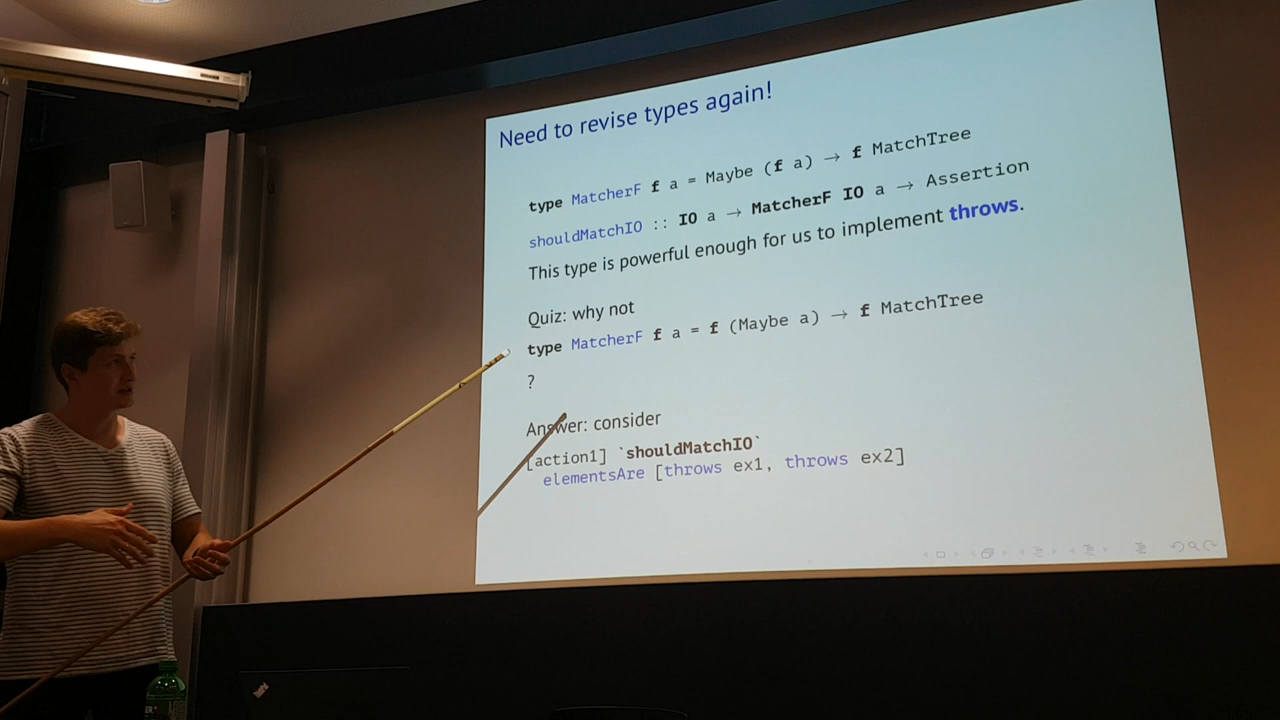 Need to revise types again!
type MatcherF f a = Maybe (f a) → f MatchTree
shouldMatchIO :: IO a → MatcherF IO a → Assertion
This type is powerful enough for us to implement throws.
Quiz: why not
type MatcherF f a = f (Maybe a) → f MatchTree
?
Answer: consider
[action1] `shouldMatchIO`
elementsAre [throws ex1, throws ex2]